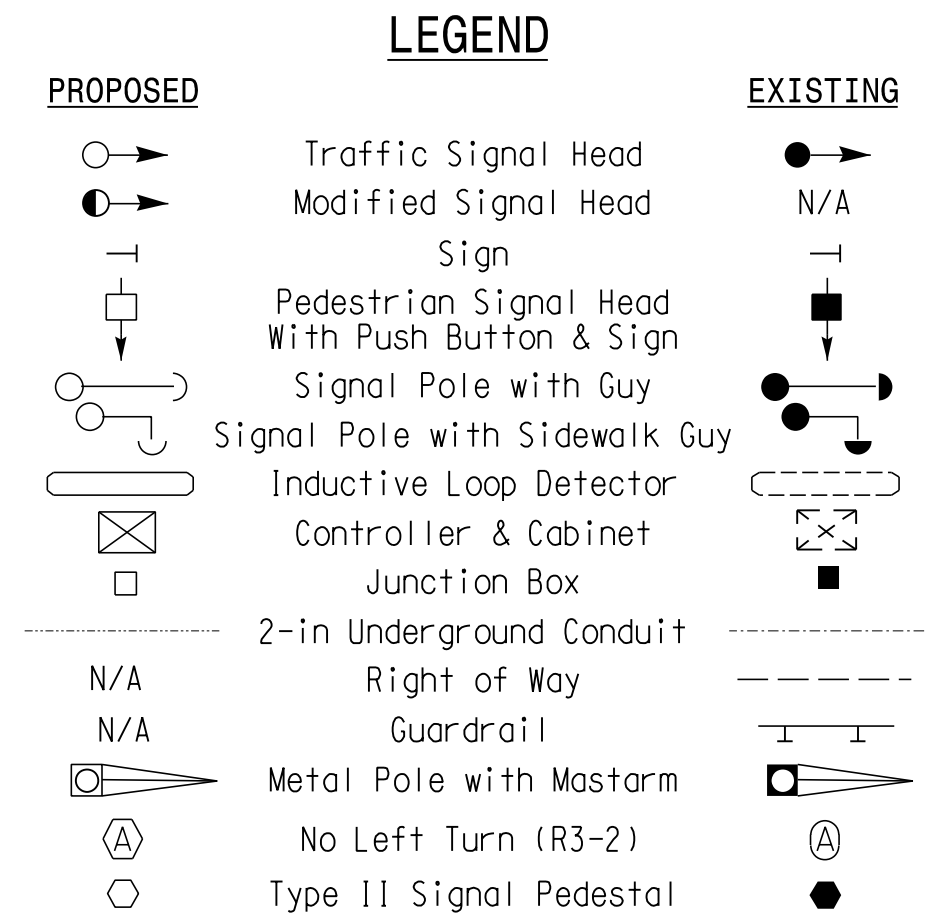 LEGEND
PROPOSED EXISTING
Traffic Signal Head
Modified Signal Head N/A
Sign
Pedestrian Signal Head
With Push Button & Sign
Signal Pole with Guy
Signal Pole with Sidewalk Guy
Inductive Loop Detector
Controller & Cabinet
Junction Box
2-in Underground Conduit
N/A Right of Way
N/A Guardrail
Metal Pole with Mastarm
A No Left Turn (R3-2) A
Type II Signal Pedestal